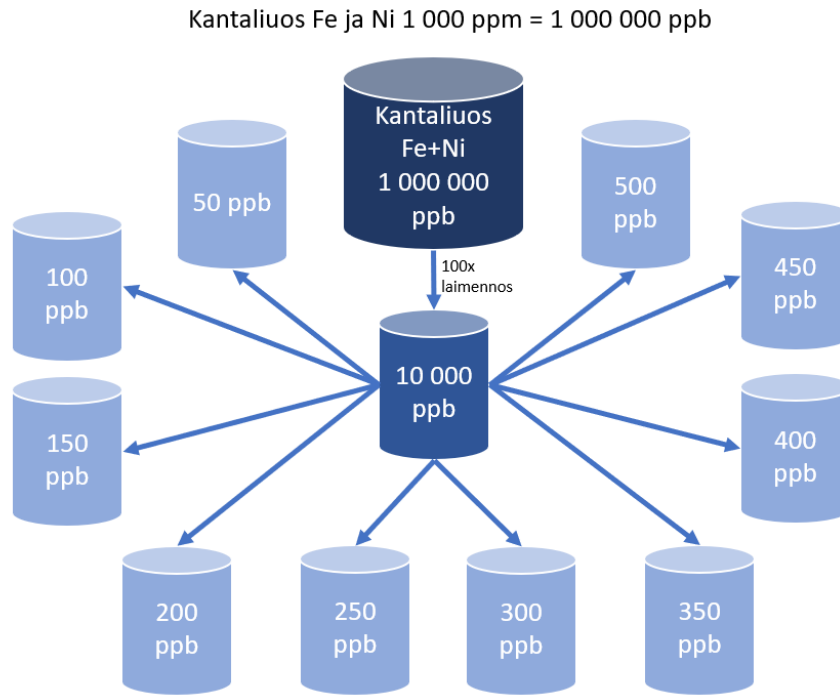 Kantaliuos Fe ja Ni 1 000 ppm = 1 000 000 ppb
Kantaliuos
Fe+Ni
1 000 000
ppb
50 ppb
500
ppb
100
ppb
450
ppb
100x
laimennos
10 000
ppb
150
ppb
400
ppb
200
ppb
250
ppb
300
ppb
350
ppb